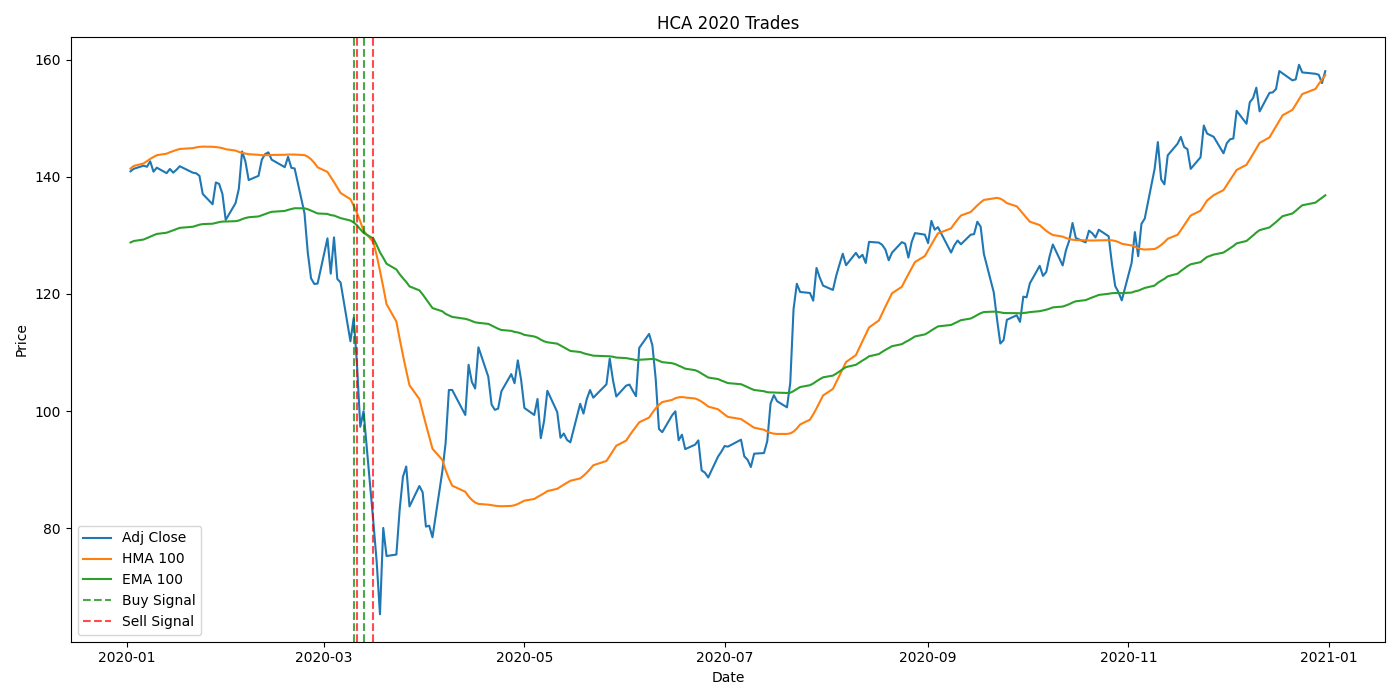 HCA 2020 Trades
Price
160
140
120
100
80
Adj Close
HMA 100
EMA 100
Buy Signal
Sell Signal
2020-01
2020-03
2020-05
2020-07
2020-09
2020-11
2021-01
Date